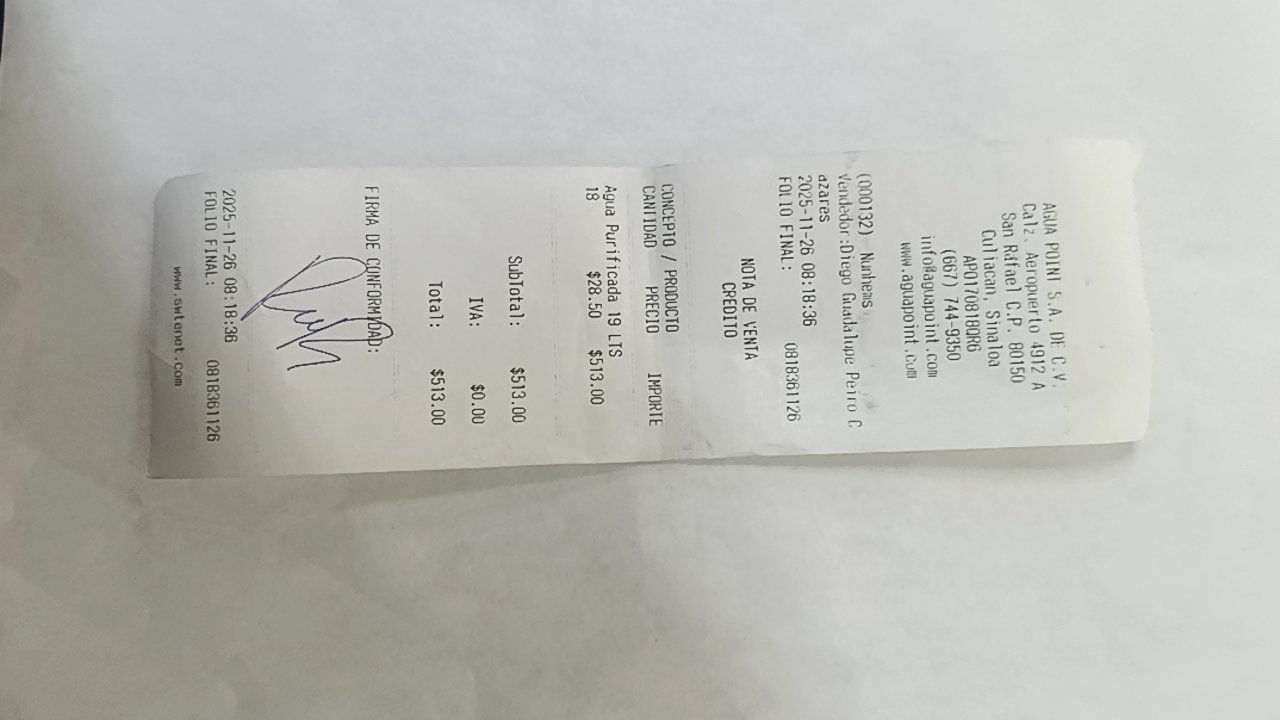 AGUA POINT S.A. DE C.V.
Calz. Aeropuerto 4912 A
San Rafael C.P. 80150
Culiacan, Sinaloa
APO170818QR6
(667) 744-9350
info@aguapoint.com
www.aguapoint.com
(000132) - Nunhems
Vendedor:Diego Guadalupe Peiro C
azares
2025-11-26 08:18:36
FOLIO FINAL: 0818361126
NOTA DE VENTA
CREDITO
CONCEPTO / PRODUCTO
CANTIDAD PRECIO IMPORTE
Agua Purificada 19 LTS
18 $28.50 $513.00
SubTotal: $513.00
IVA: $0.00
Total: $513.00
FIRMA DE CONFORMIDAD:
2025-11-26 08:18:36
FOLIO FINAL: 0818361126
www.swtenet.com